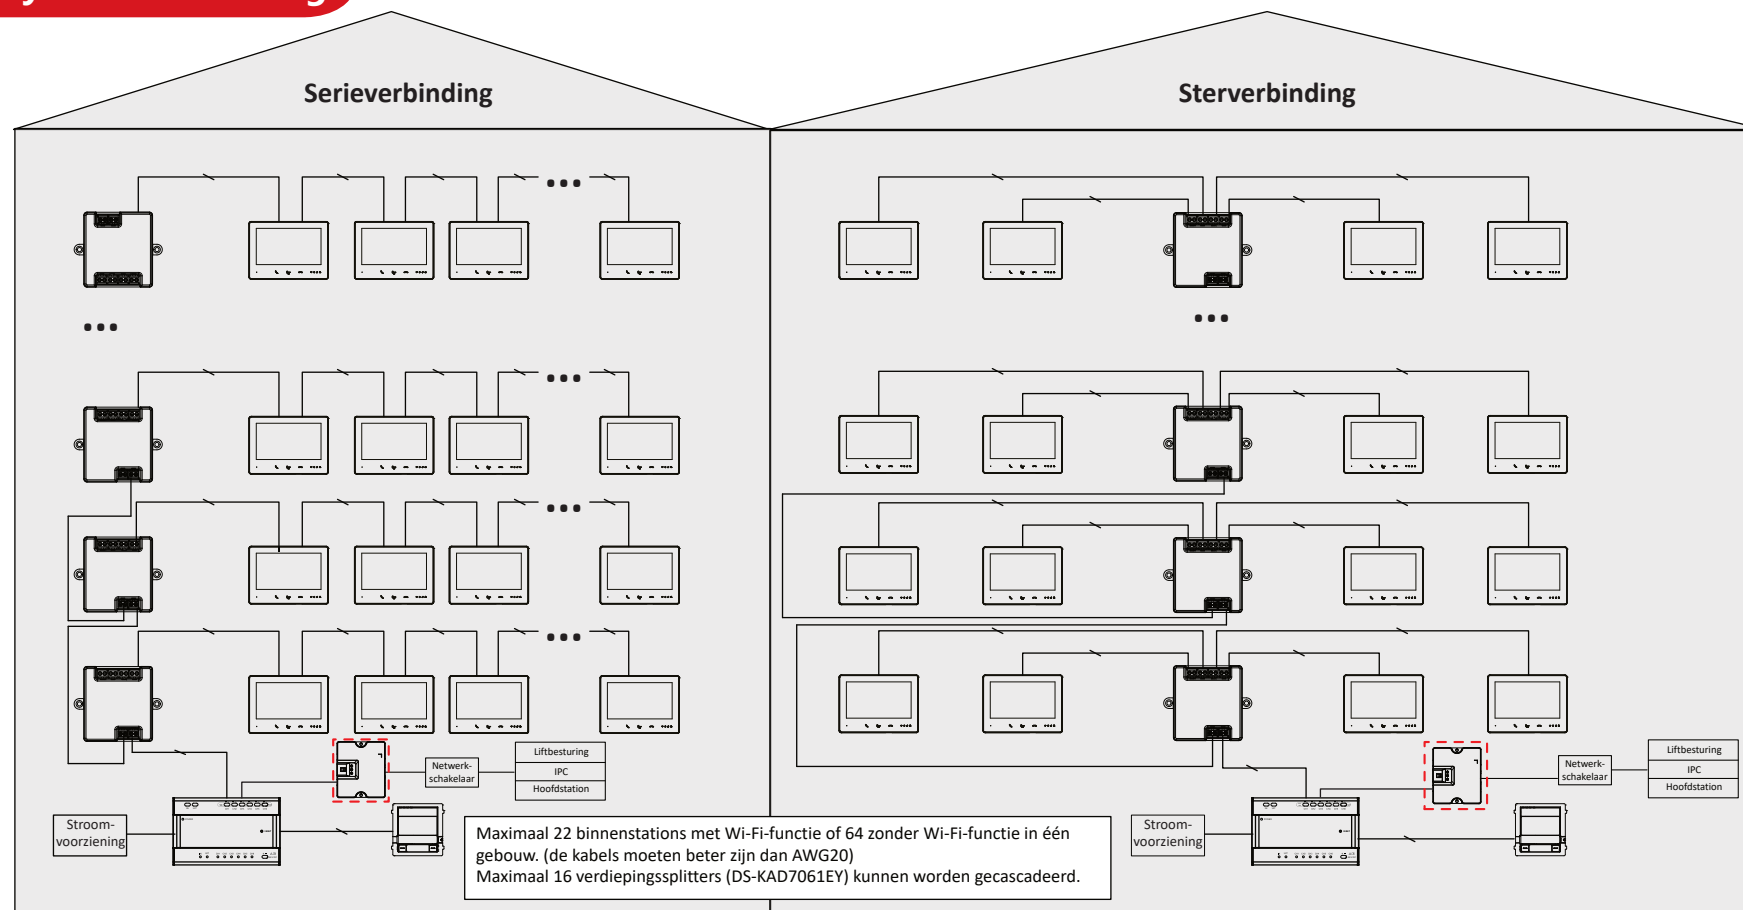 Serieverbinding
Sterverbinding
Liftbesturing
IPC
Hoofdstation
Netwerk-
schakelaar
Stroom-
voorziening
Liftbesturing
IPC
Hoofdstation
Netwerk-
schakelaar
Stroom-
voorziening
Maximaal 22 binnenstations met Wi-Fi-functie of 64 zonder Wi-Fi-functie in één
gebouw. (de kabels moeten beter zijn dan AWG20)
Maximaal 16 verdiepingssplitters (DS-KAD7061EY) kunnen worden gecascadeerd.